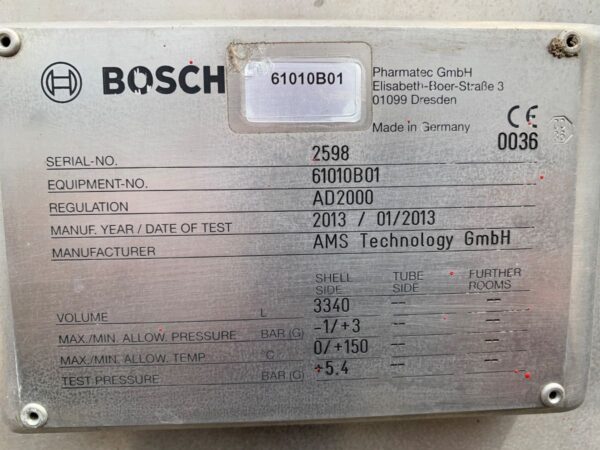 BOSCH
61010B01
Pharmatec GmbH
Elisabeth-Boer-Straße 3
01099 Dresden
Made in Germany
CE
0036
SERIAL-NO. 2598
EQUIPMENT-NO. 61010B01
REGULATION AD2000
MANUF. YEAR / DATE OF TEST 2013 / 01/2013
MANUFACTURER AMS Technology GmbH
SHELL SIDE TUBE SIDE FURTHER ROOMS
VOLUME L 3340 -- --
MAX./MIN. ALLOW. PRESSURE BAR (G) -1/+3 -- --
MAX./MIN. ALLOW. TEMP C 0/+150 -- --
TEST PRESSURE BAR (G) +5.4 -- --